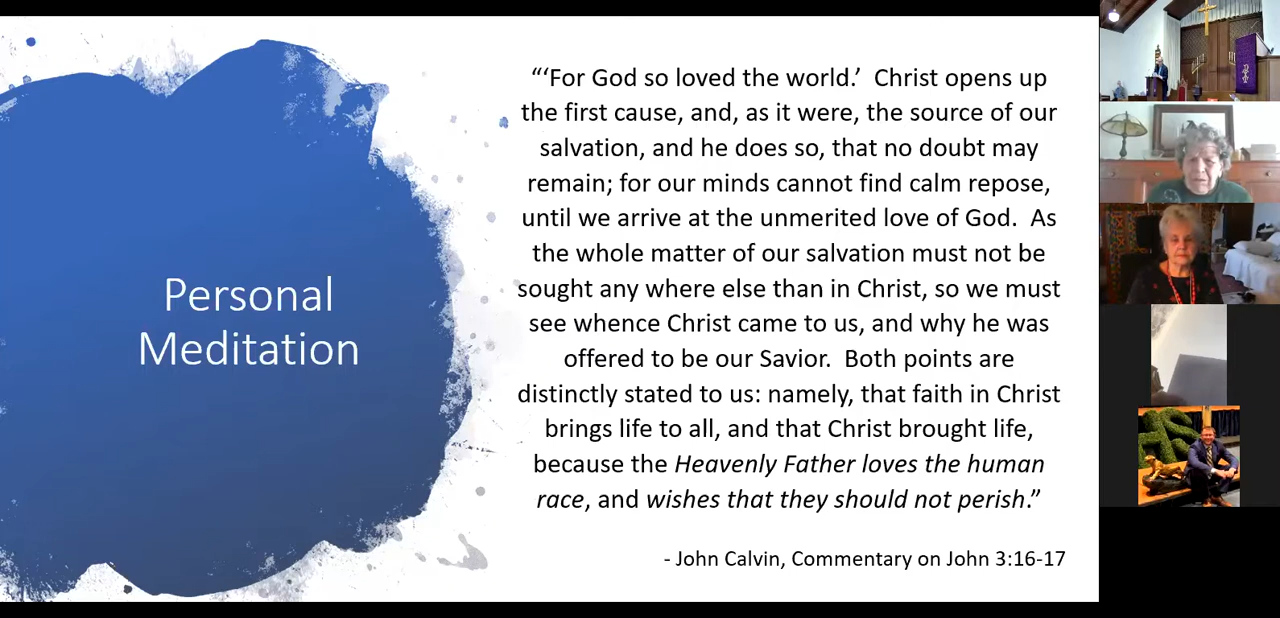 Personal
Meditation
“‘For God so loved the world.’  Christ opens up
the first cause, and, as it were, the source of our
salvation, and he does so, that no doubt may
remain; for our minds cannot find calm repose,
until we arrive at the unmerited love of God.  As
the whole matter of our salvation must not be
sought any where else than in Christ, so we must
see whence Christ came to us, and why he was
offered to be our Savior.  Both points are
distinctly stated to us: namely, that faith in Christ
brings life to all, and that Christ brought life,
because the Heavenly Father loves the human
race, and wishes that they should not perish.”
- John Calvin, Commentary on John 3:16-17